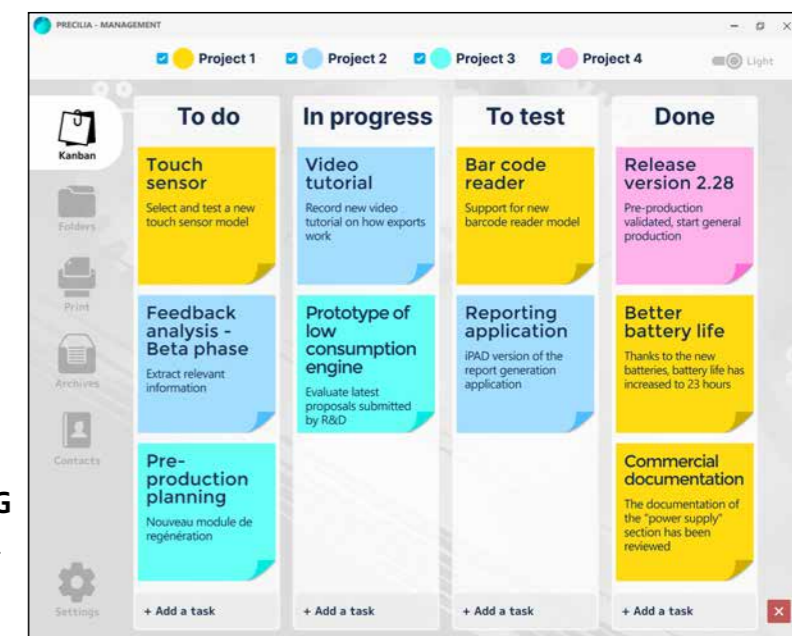 PRECILIA - MANAGEMENT
Project 1
Project 2
Project 3
Project 4
Light
Kanban
Folders
Print
Archives
Contacts
Settings
To do
Touch
sensor
Select and test a new
touch sensor model
Feedback
analysis -
Beta phase
Extract relevant
information
Pre-
production
planning
Nouveau module de
regénération
+ Add a task
In progress
Video
tutorial
Record new video
tutorial on how exports
work
Prototype of
low
consumption
engine
Evaluate latest
proposals submitted
by R&D
+ Add a task
To test
Bar code
reader
Support for new
barcode reader model
Reporting
application
iPAD version of the
report generation
application
+ Add a task
Done
Release
version 2.28
Pre-production
validated, start general
production
Better
battery life
Thanks to the new
batteries, battery life has
increased to 23 hours
Commercial
documentation
The documentation of
the "power supply"
section has been
reviewed
+ Add a task
G